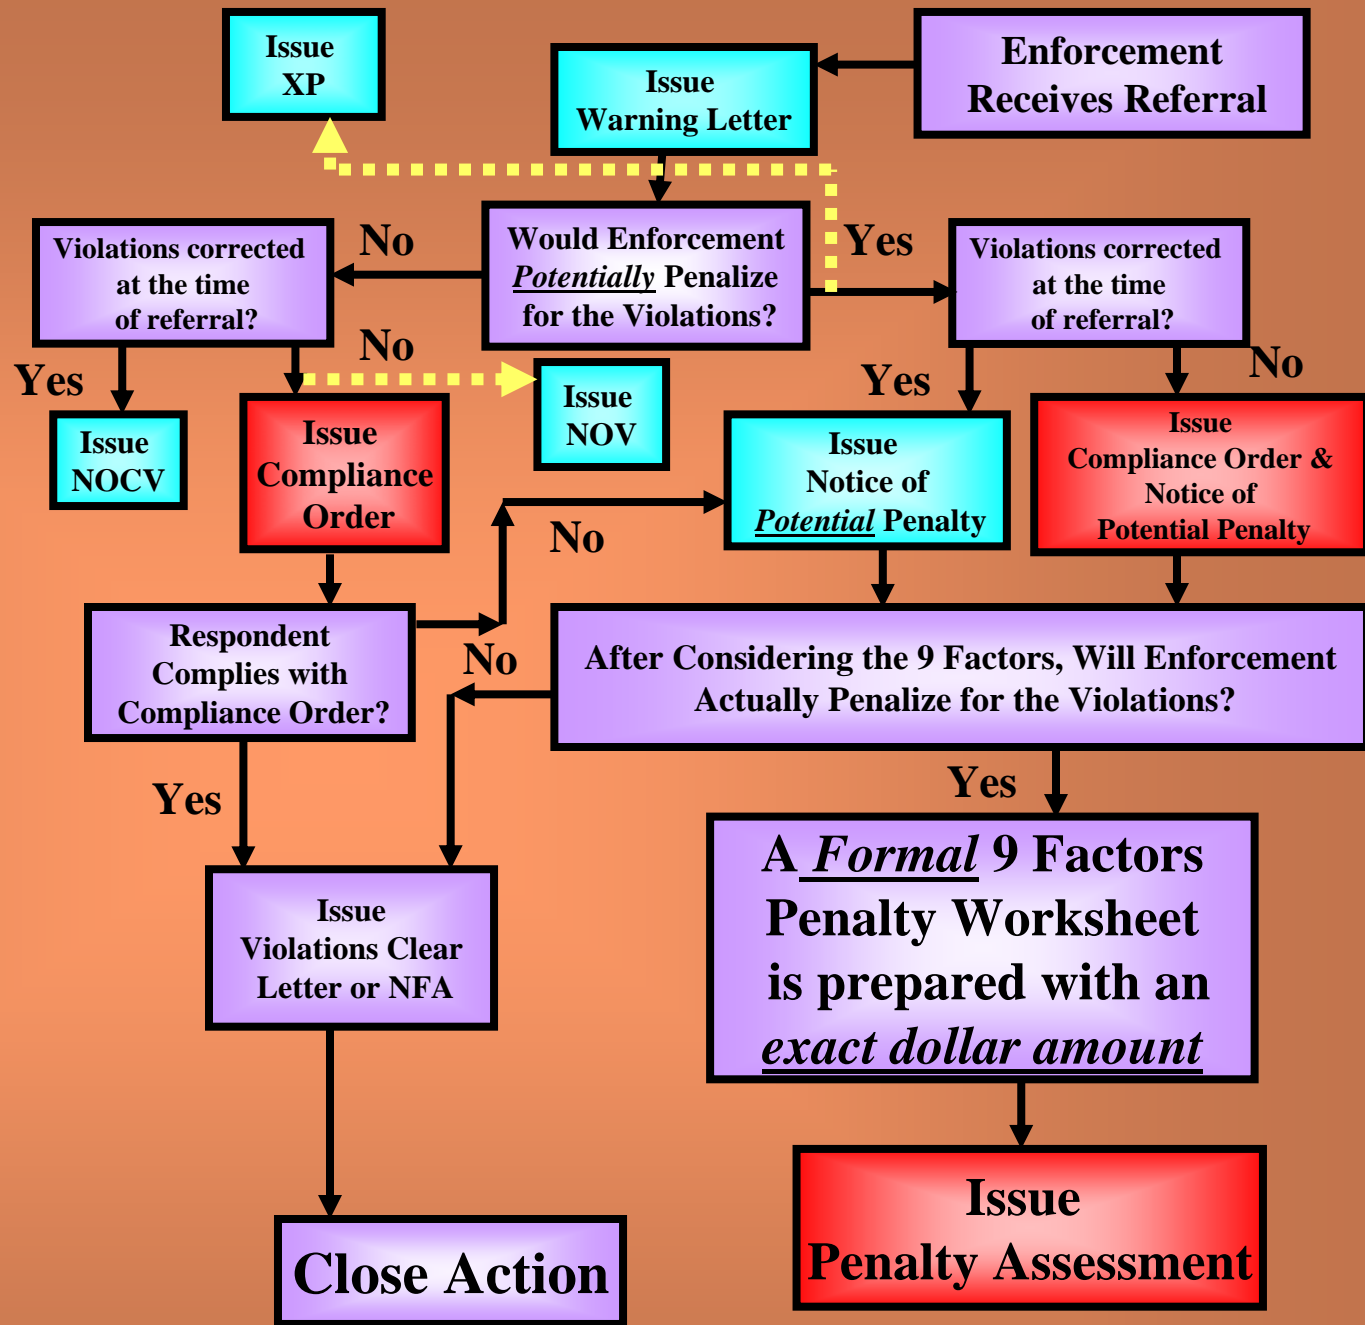 Issue
XP
Issue
Warning Letter
Enforcement
Receives Referral
Violations corrected
at the time
of referral?
No
Would Enforcement
Potentially Penalize
for the Violations?
Yes
Violations corrected
at the time
of referral?
Yes
No
Yes
No
Issue
NOCV
Issue
Compliance
Order
Issue
NOV
Issue
Notice of
Potential Penalty
Issue
Compliance Order &
Notice of
Potential Penalty
No
Respondent
Complies with
Compliance Order?
No
After Considering the 9 Factors, Will Enforcement
Actually Penalize for the Violations?
Yes
Yes
Issue
Violations Clear
Letter or NFA
A Formal 9 Factors
Penalty Worksheet
is prepared with an
exact dollar amount
Close Action
Issue
Penalty Assessment